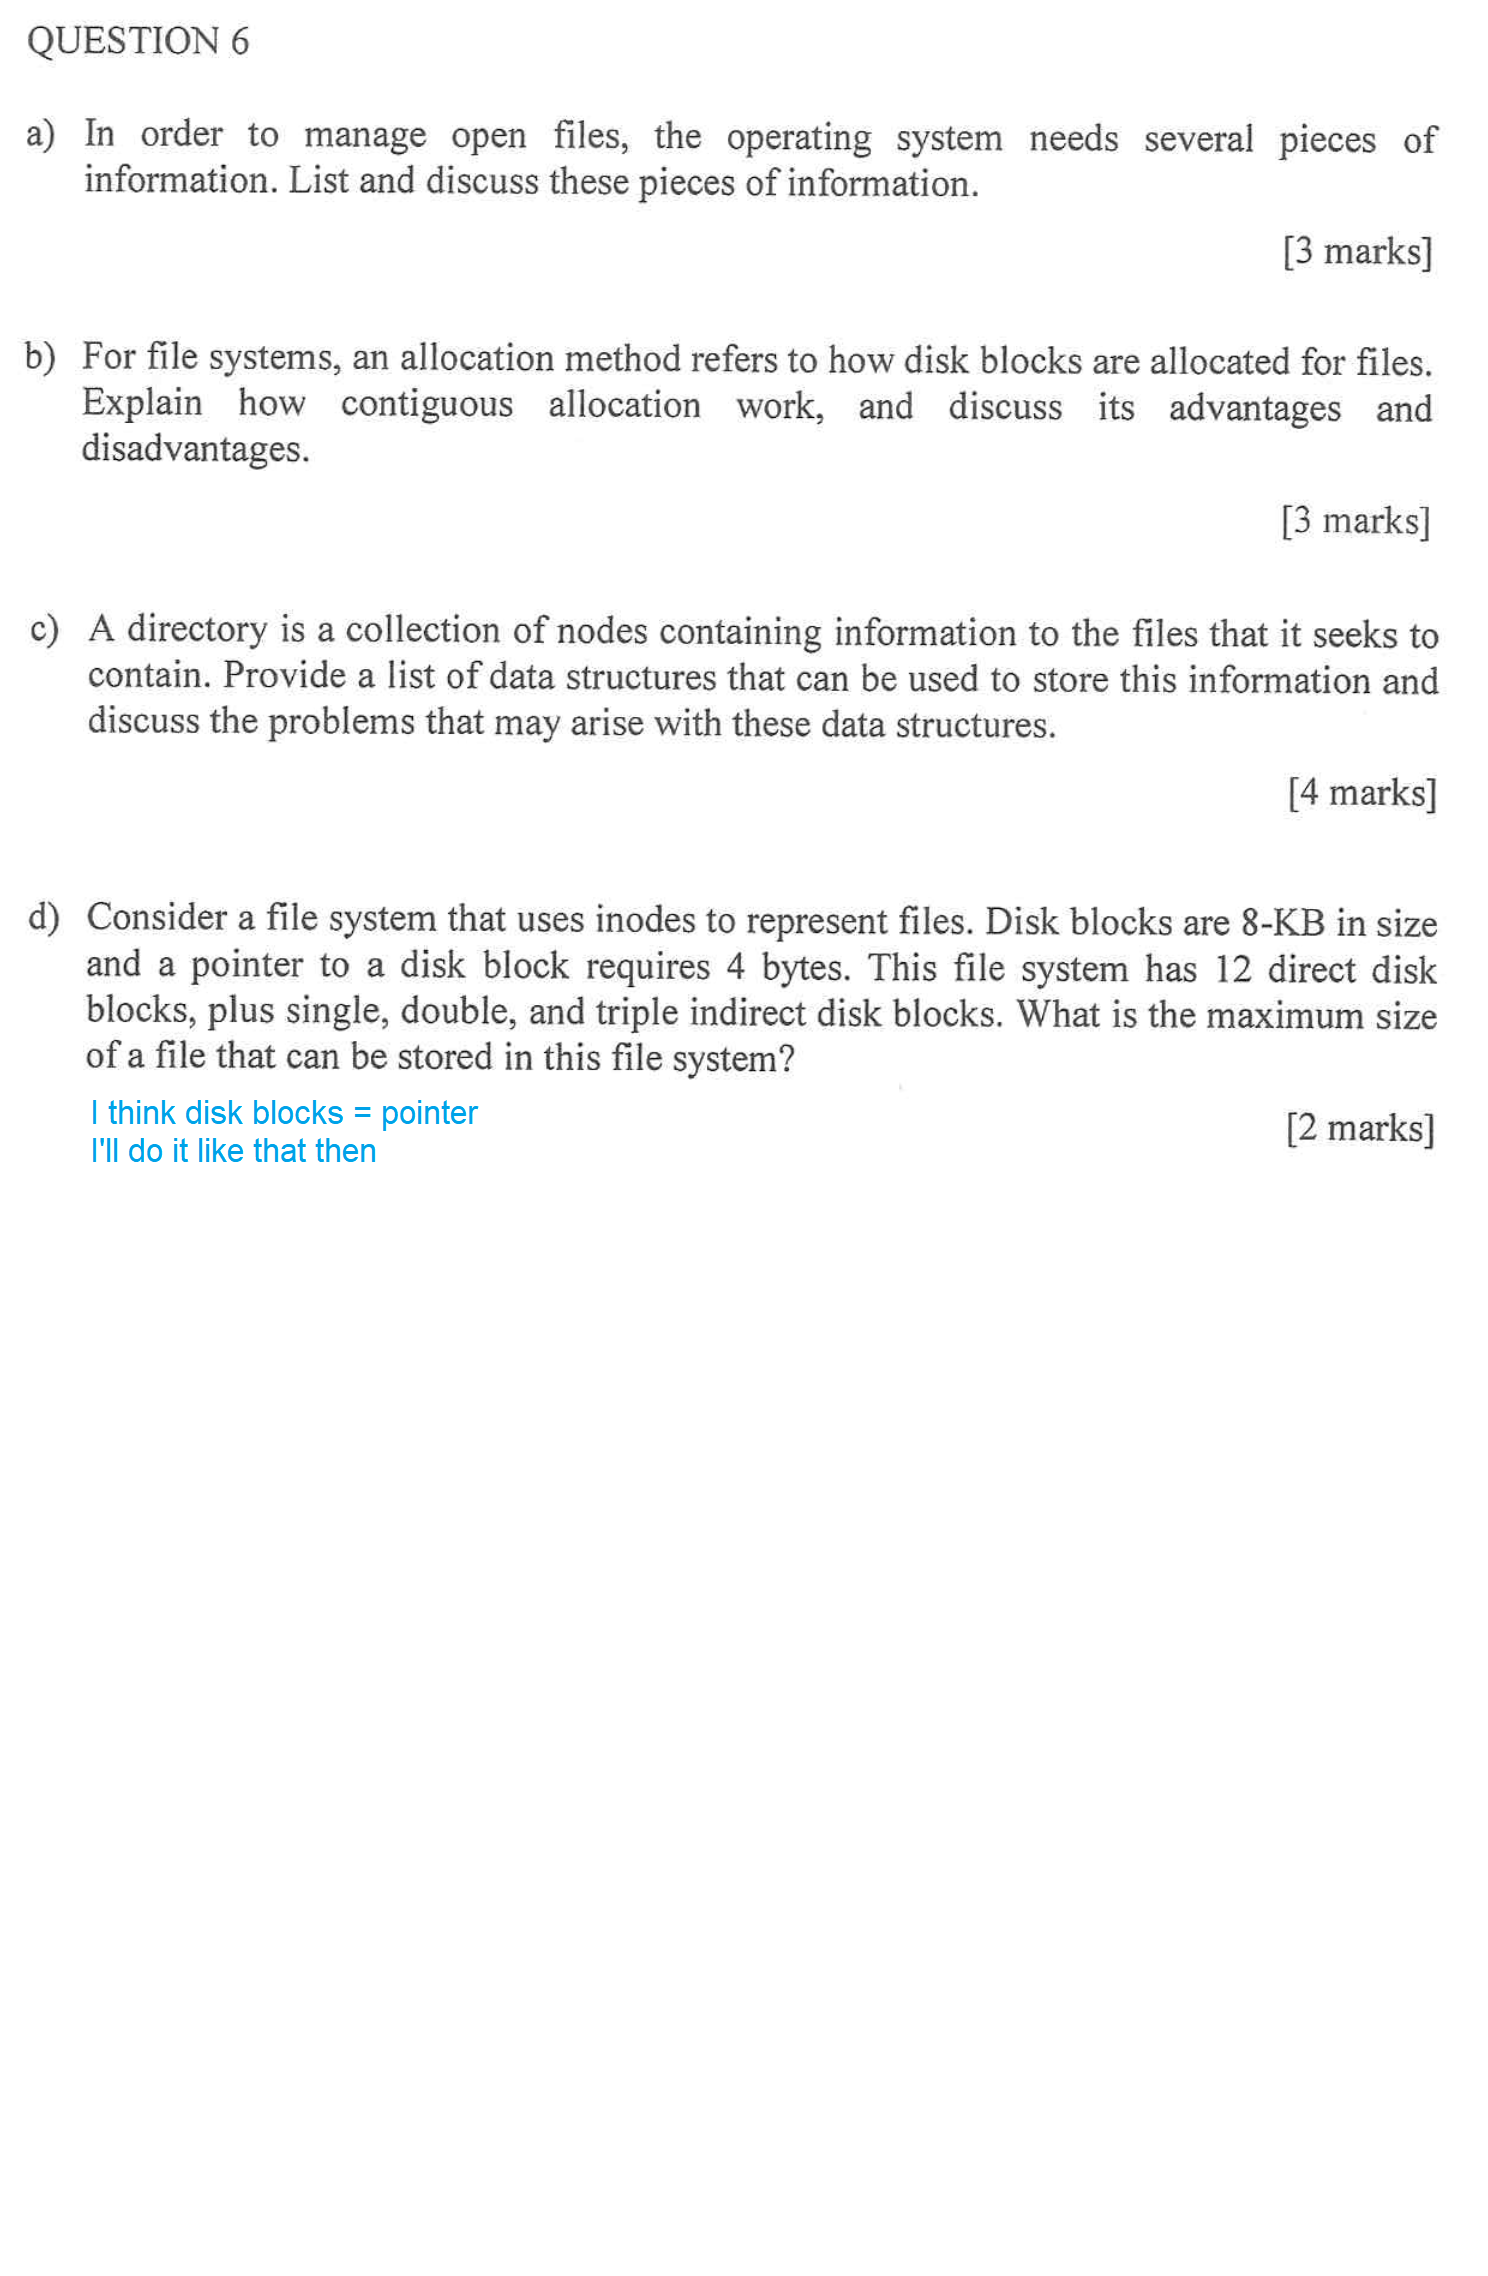 QUESTION 6
a) In order to manage open files, the operating system needs several pieces of
information. List and discuss these pieces of information.
[3 marks]
b) For file systems, an allocation method refers to how disk blocks are allocated for files.
Explain how contiguous allocation work, and discuss its advantages and
disadvantages.
[3 marks]
c) A directory is a collection of nodes containing information to the files that it seeks to
contain. Provide a list of data structures that can be used to store this information and
discuss the problems that may arise with these data structures.
[4 marks]
d) Consider a file system that uses inodes to represent files. Disk blocks are 8-KB in size
and a pointer to a disk block requires 4 bytes. This file system has 12 direct disk
blocks, plus single, double, and triple indirect disk blocks. What is the maximum size
of a file that can be stored in this file system?
I think disk blocks = pointer
I'll do it like that then
[2 marks]